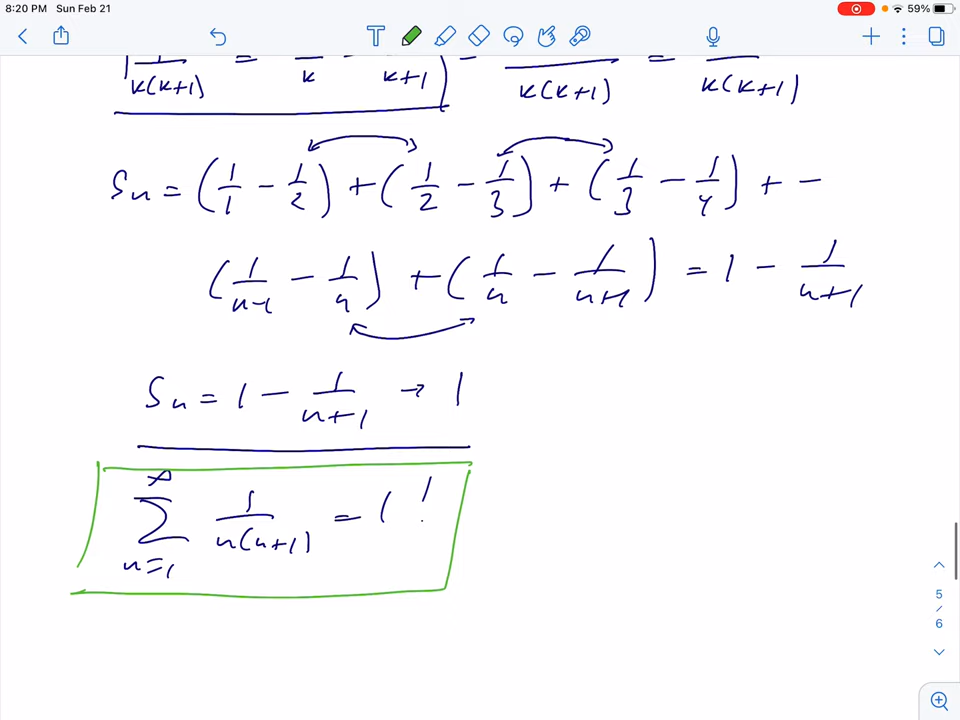 8:20 PM Sun Feb 21 59%
1/k(k+1) = 1/k - 1/k+1) = /k(k+1) = /k(k+1)
Sn = (1/1 - 1/2) + (1/2 - 1/3) + (1/3 - 1/4) + -
(1/n-1 - 1/n) + (1/n - 1/n+1) = 1 - 1/n+1
Sn = 1 - 1/n+1 → 1
∞
∑ 1/n(n+1) = 1 !
n=1
5
/
6